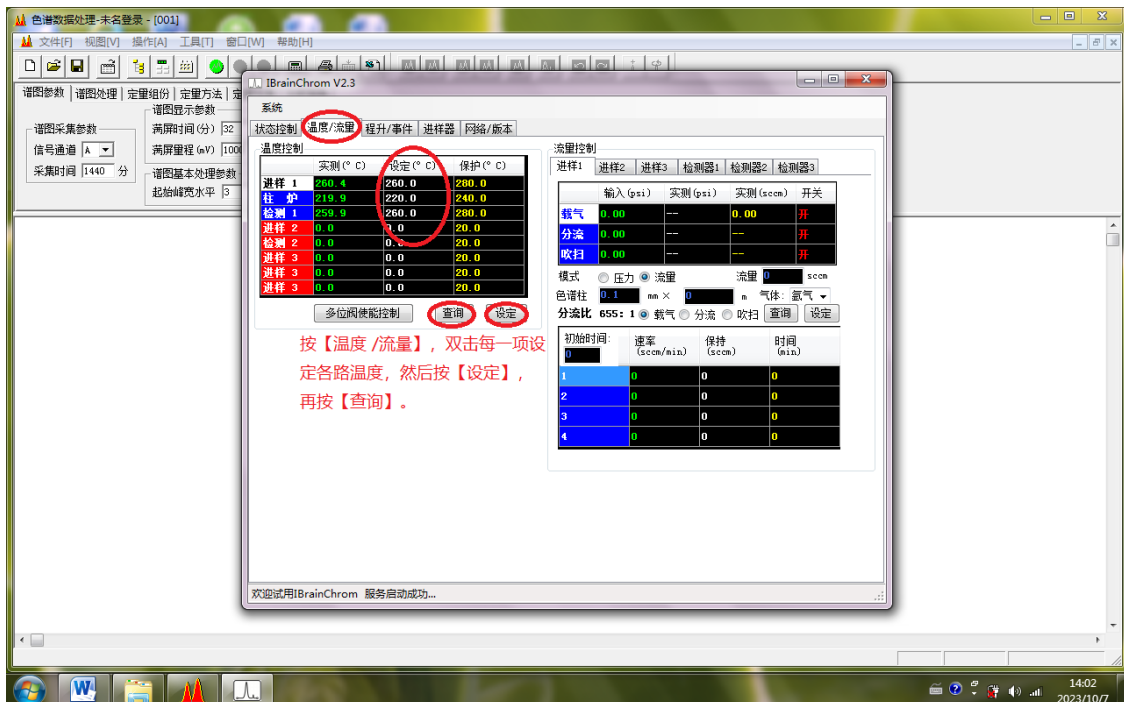 色谱数据处理-未名登录 - [001]
文件[F] 视图[V] 操作[A] 工具[T] 窗口[W] 帮助[H]
谱图参数 谱图处理 定量组份 定量方法
谱图采集参数
信号通道 A
采集时间 1440 分
谱图显示参数
满屏时间(分) 32
满屏量程(mV)
谱图基本处理参数
起始峰宽水平 3
IBrainChrom V2.3
系统
状态控制 温度/流量 程升/事件 进样器 网络/版本
温度控制
实测(° C) 设定(° C) 保护(° C)
进样 1 260.4 260.0 280.0
柱 炉 219.9 220.0 240.0
检测 1 259.9 260.0 280.0
进样 2 0.0 0.0 20.0
检测 2 0.0 0.0 20.0
进样 3 0.0 0.0 20.0
进样 3 0.0 0.0 20.0
进样 3 0.0 0.0 20.0
多位阀使能控制 查询 设定
按【温度 /流量】，双击每一项设
定各路温度，然后按【设定】，
再按【查询】。
流量控制
进样1 进样2 进样3 检测器1 检测器2 检测器3
输入(psi) 实测(psi) 实测(sccm) 开关
载气 0.00 -- 0.00 开
分流 0.00 -- -- 开
吹扫 0.00 -- -- 开
模式 压力 流量 流量 0 sccm
色谱柱 0.1 mm × 0 m 气体: 氩气
分流比 655: 1 载气 分流 吹扫 查询 设定
初始时间: 速率 保持 时间
0 (sccm/min) (sccm) (min)
1 0 0 0
2 0 0 0
3 0 0 0
4 0 0 0
欢迎试用IBrainChrom 服务启动成功...
14:02
2023/10/7